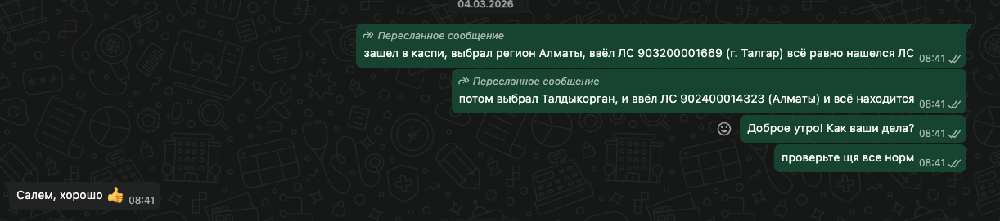 04.03.2026
Пересланное сообщение
зашел в каспи, выбрал регион Алматы, ввёл ЛС 903200001669 (г. Талгар) всё равно нашелся ЛС 08:41
Пересланное сообщение
потом выбрал Талдыкорган, и ввёл ЛС 902400014323 (Алматы) и всё находится 08:41
Доброе утро! Как ваши дела? 08:41
проверьте щя все норм 08:41
Салем, хорошо 👍 08:41